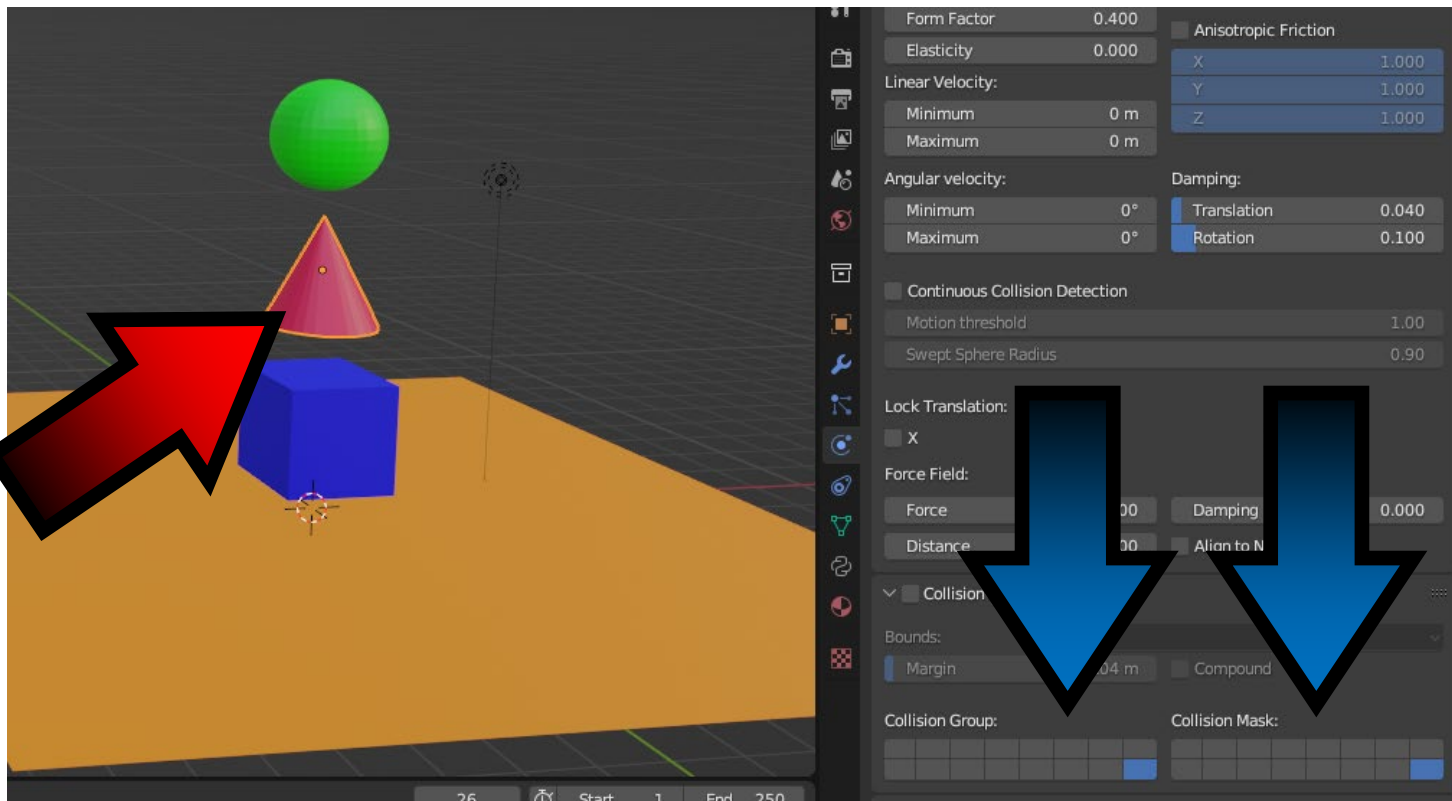 Form Factor 0.400
Anisotropic Friction
Elasticity 0.000
X 1.000
Linear Velocity:
Y 1.000
Minimum 0 m
Z 1.000
Maximum 0 m
Angular velocity:
Damping:
Minimum 0°
Translation 0.040
Maximum 0°
Rotation 0.100
Continuous Collision Detection
Motion threshold 1.00
Swept Sphere Radius 0.90
Lock Translation:
X
Force Field:
Force
Damping 0.000
Distance
Align to N
Collision
Bounds:
Margin 04 m
Compound
Collision Group:
Collision Mask:
26 Start 1 End 250